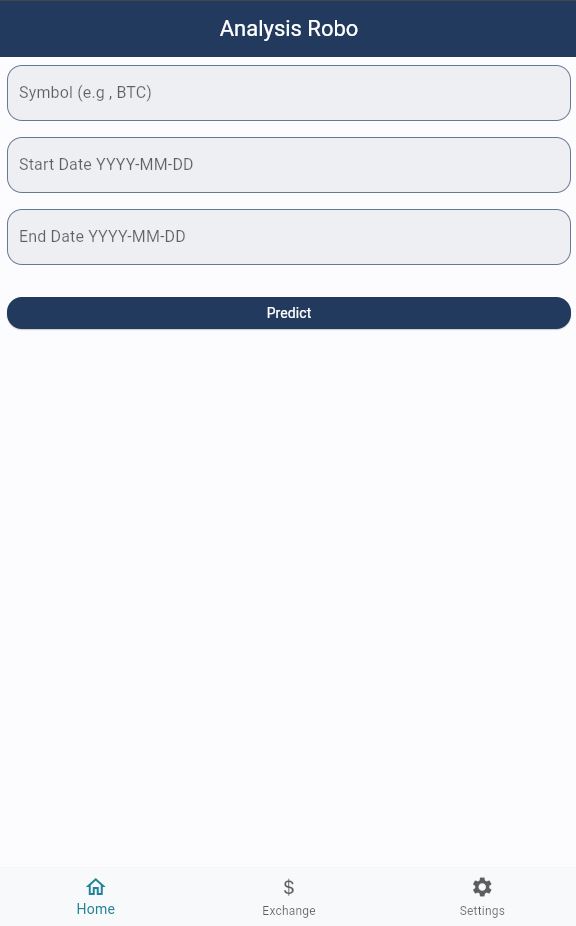 Analysis Robo
Symbol (e.g , BTC)
Start Date YYYY-MM-DD
End Date YYYY-MM-DD
Predict
$
Home
Exchange
Settings